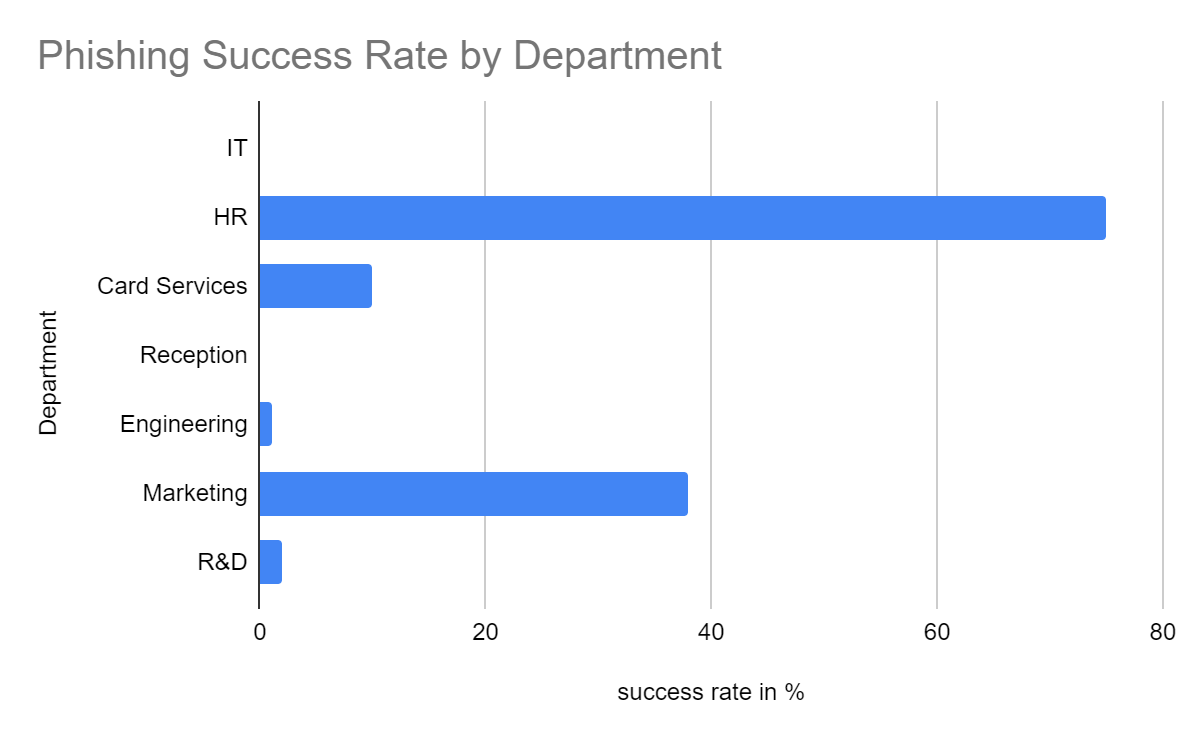 Phishing Success Rate by Department
Department
IT
HR
Card Services
Reception
Engineering
Marketing
R&D
0 20 40 60 80
success rate in %